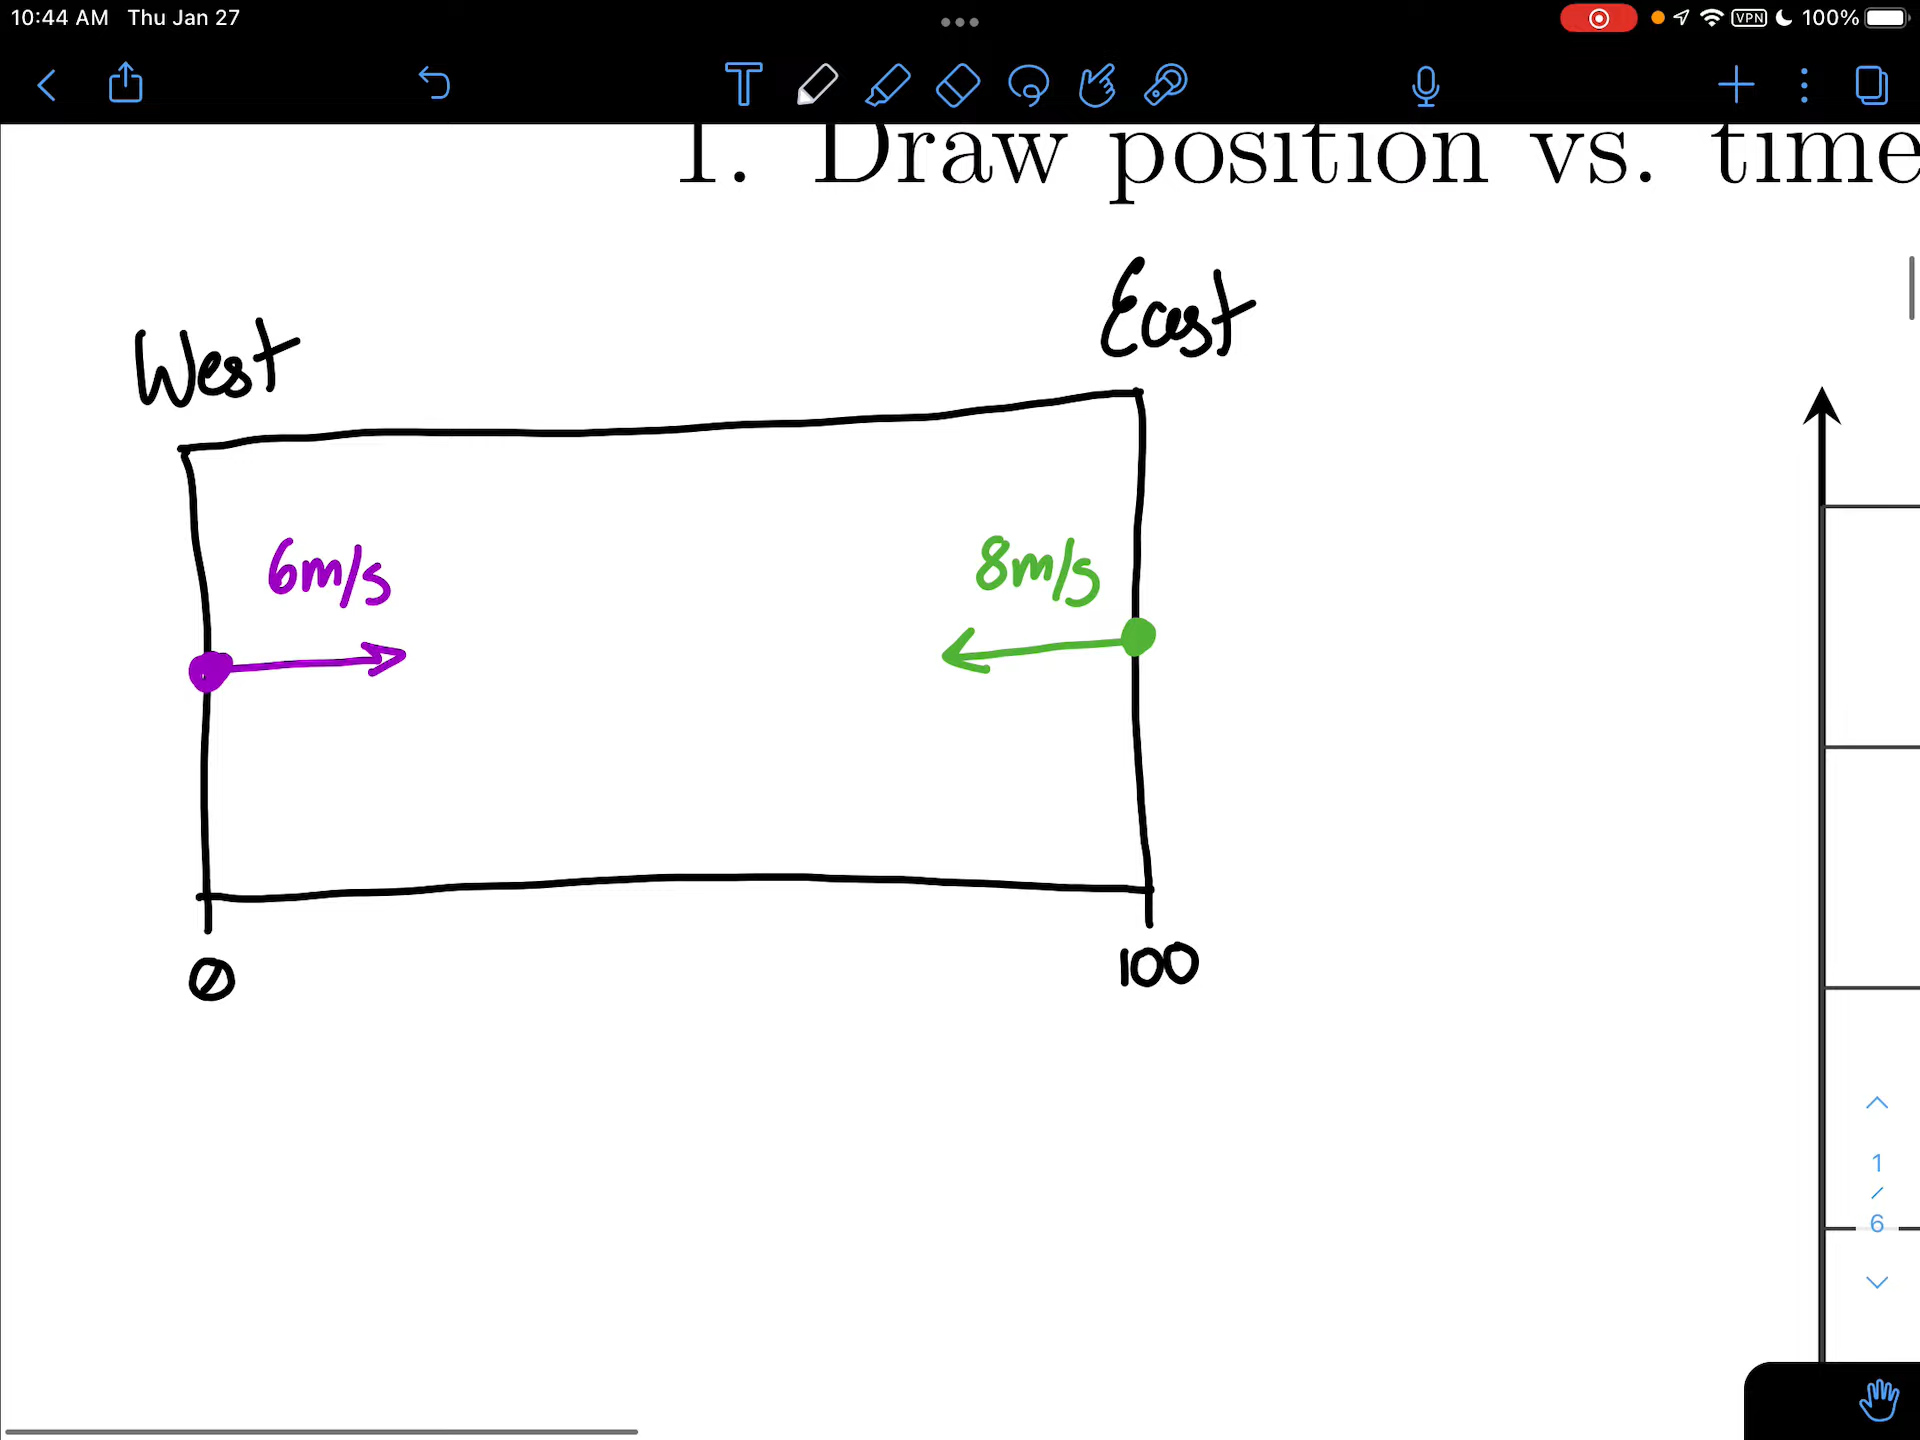 10:44 AM Thu Jan 27
VPN 100%
T
1. Draw position vs. time
West
East
6m/s
8m/s
0
100
1
/
6